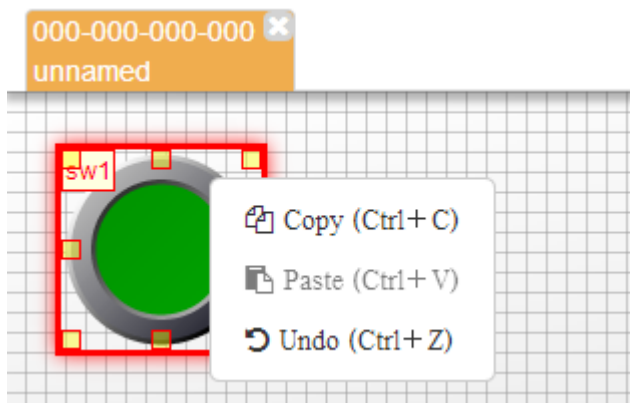 000-000-000-000
unnamed
sw1
Copy (Ctrl+C)
Paste (Ctrl+V)
Undo (Ctrl+Z)